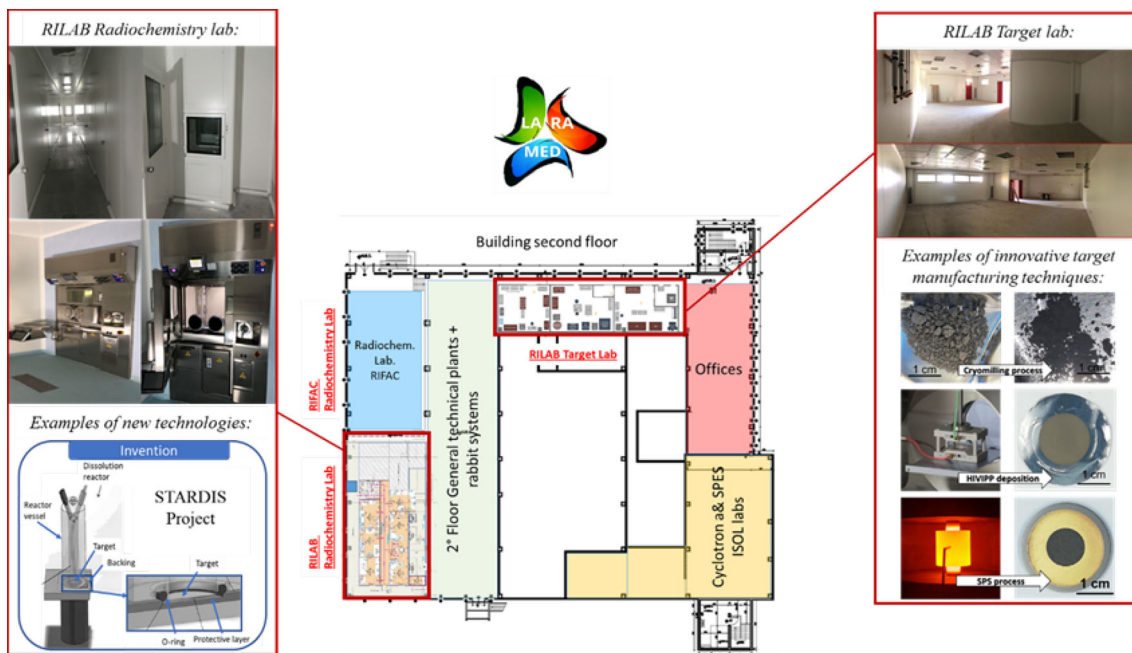 RILAB Radiochemistry lab:
Examples of new technologies:
Invention
Dissolution
reactor
STARDIS
Project
Reactor
vessel
Target
Backing
Target
O-ring
Protective layer
LA RA
MED
Building second floor
RIFAC
Radiochemistry Lab
RILAB
Radiochemistry Lab
Radiochem.
Lab.
RIFAC
2° Floor General technical plants +
rabbit systems
RILAB Target Lab
Offices
Cyclotron a& SPES
ISOL labs
RILAB Target lab:
Examples of innovative target
manufacturing techniques:
1 cm
Cryomilling process
1 cm
HIVIPP deposition
1 cm
SPS process
1 cm